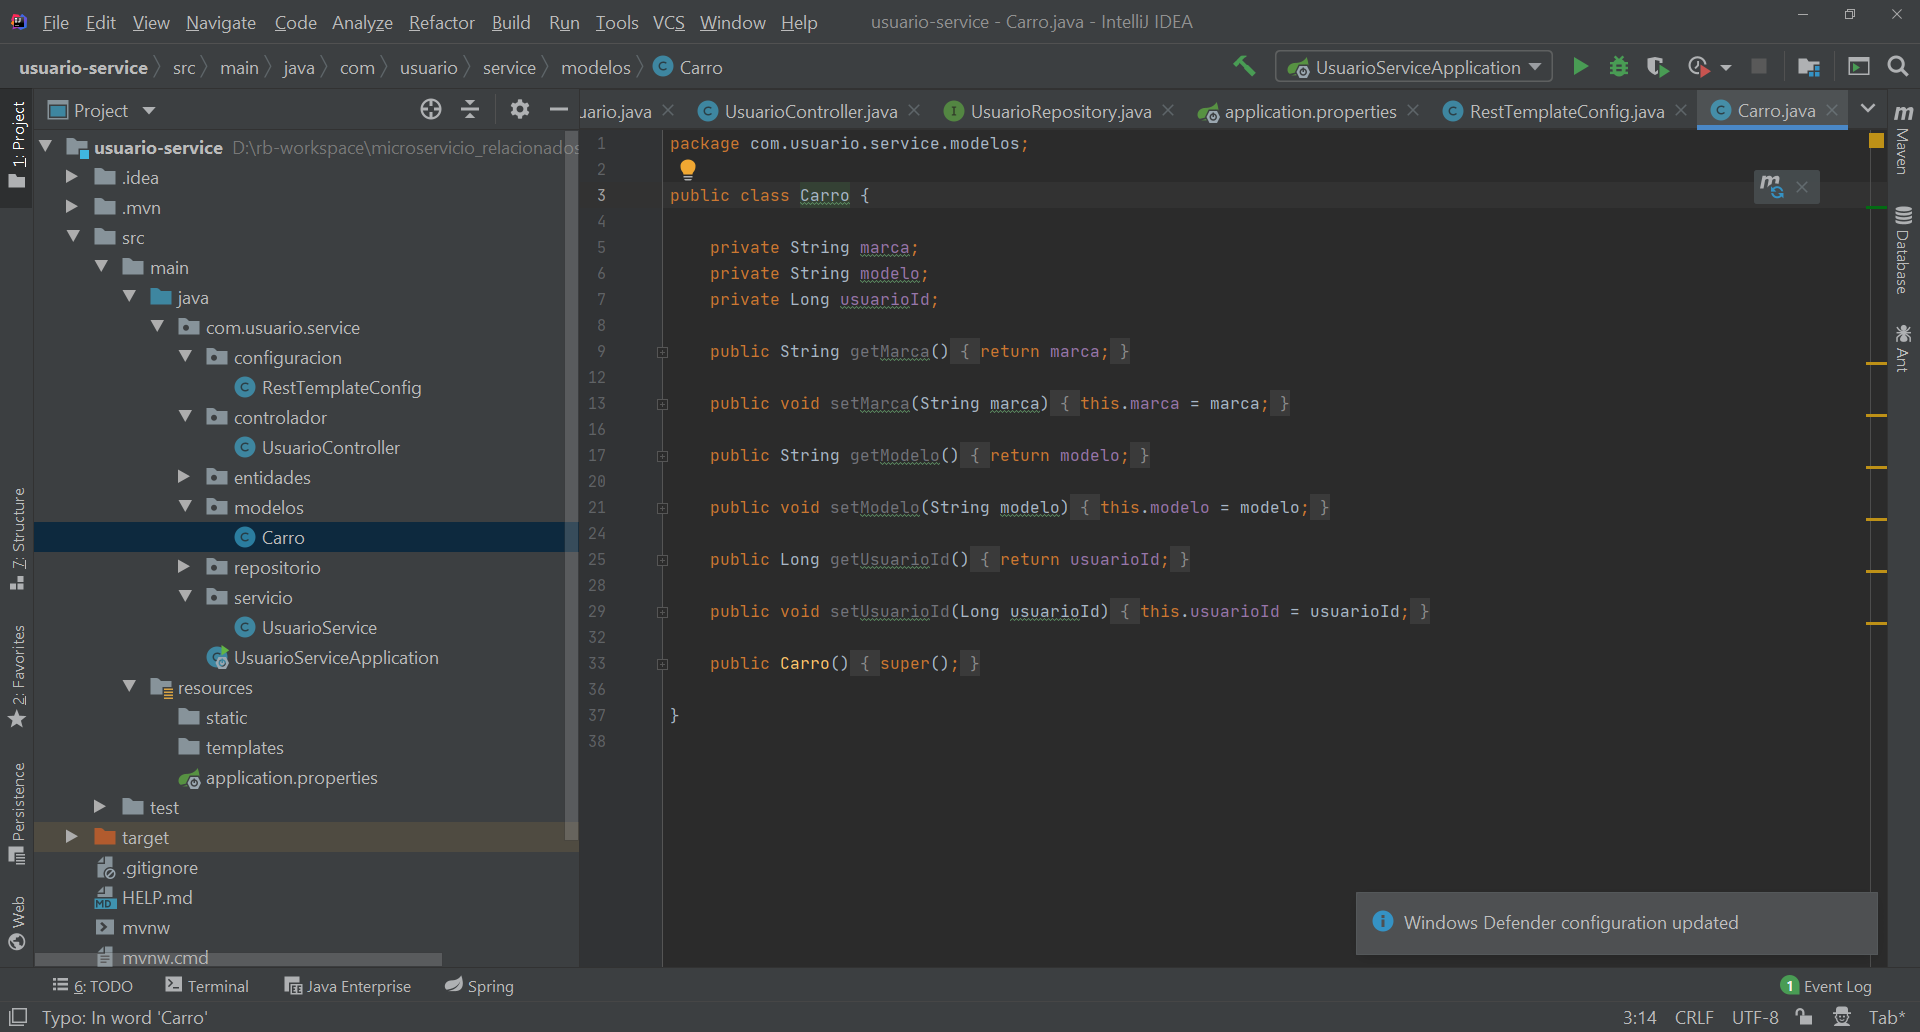 File Edit View Navigate Code Analyze Refactor Build Run Tools VCS Window Help usuario-service - Carro.java - IntelliJ IDEA
usuario-service src main java com usuario service modelos Carro UsuarioServiceApplication
Project uario.java UsuarioController.java UsuarioRepository.java application.properties RestTemplateConfig.java Carro.java
usuario-service D:\rb-workspace\microservicio_relacionados
.idea
.mvn
src
main
java
com.usuario.service
configuracion
RestTemplateConfig
controlador
UsuarioController
entidades
modelos
Carro
repositorio
servicio
UsuarioService
UsuarioServiceApplication
resources
static
templates
application.properties
test
target
.gitignore
HELP.md
mvnw
mvnw.cmd
1: Project
7: Structure
2: Favorites
Persistence
Web
1 package com.usuario.service.modelos;
2
3 public class Carro {
4
5 private String marca;
6 private String modelo;
7 private Long usuarioId;
8
9 public String getMarca() { return marca; }
12
13 public void setMarca(String marca) { this.marca = marca; }
16
17 public String getModelo() { return modelo; }
20
21 public void setModelo(String modelo) { this.modelo = modelo; }
24
25 public Long getUsuarioId() { return usuarioId; }
28
29 public void setUsuarioId(Long usuarioId) { this.usuarioId = usuarioId; }
32
33 public Carro() { super(); }
36
37 }
38
Maven
Database
Ant
Windows Defender configuration updated
6: TODO Terminal Java Enterprise Spring 1 Event Log
Typo: In word 'Carro' 3:14 CRLF UTF-8 Tab*